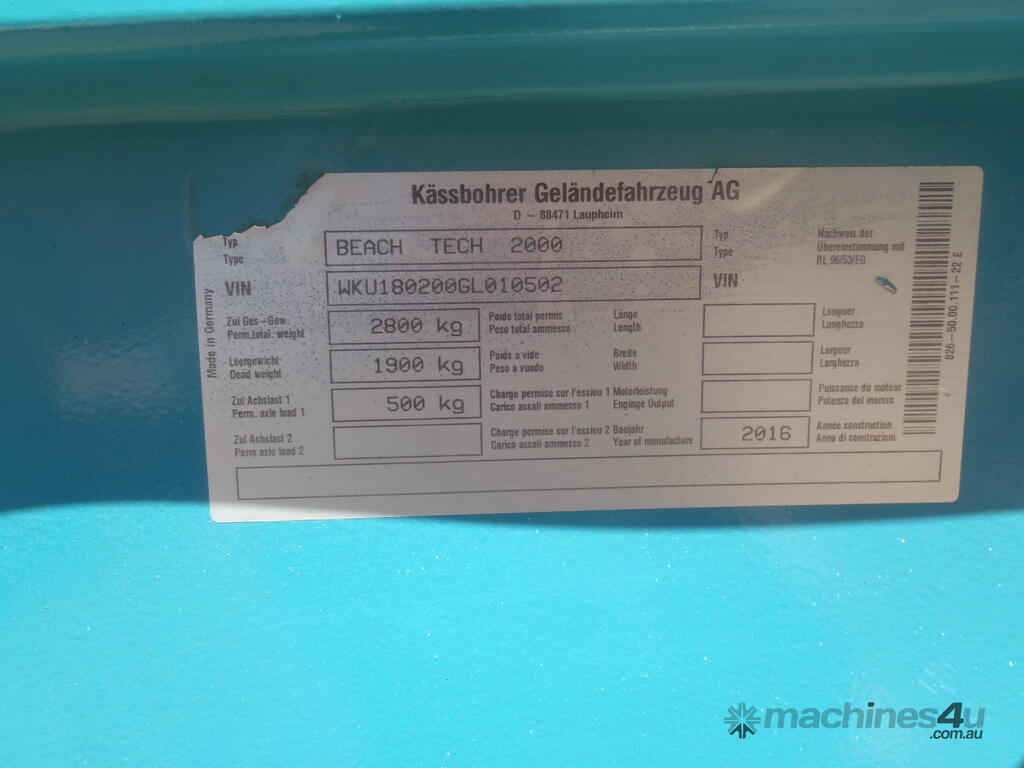 Kässbohrer Geländefahrzeug AG
D – 88471 Laupheim
Typ
Type
BEACH TECH 2000
Typ
Type
Nachweis der
Übereinstimmung mit
RL 96/53/EG
VIN
WKU180200GL010502
VIN
Zul Ges–Gew.
Perm.total. weight
2800 kg
Poids total permis
Peso total ammesso
Länge
Length
Longuer
Lunghezza
Leergewicht
Dead weight
1900 kg
Poids a vide
Peso a vuodo
Breite
Width
Largeur
Larghezza
Zul Achslast 1
Perm. axle load 1
500 kg
Charge permise sur l'essieu 1
Carico assali ammesso 1
Motorleistung
Enginge Output
Puissance du moteur
Potenza del morora
Zul Achslast 2
Perm axle load 2
Charge permise sur l'essieu 2
Carico assali ammesso 2
Baujahr
Year of manufacture
2016
Année construction
Anno di construzioni
Made in Germany
826–50.00.111–22 E
machines4u
.com.au